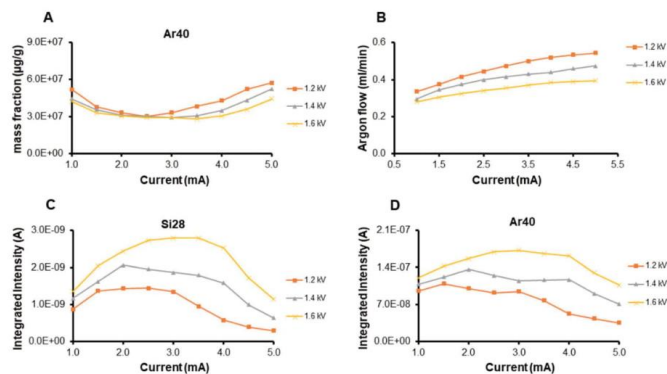 A
Ar40
mass fraction (µg/g)
9.0E+07
6.0E+07
3.0E+07
0.0E+00
1.0 2.0 3.0 4.0 5.0
Current (mA)
1.2 kV
1.4 kV
1.6 kV
B
Argon flow (ml/min)
0.6
0.4
0.2
0.0
0.5 1.5 2.5 3.5 4.5 5.5
Current (mA)
1.2 kV
1.4 kV
1.6 kV
C
Si28
Integrated Intensity (A)
3.0E-09
2.0E-09
1.0E-09
0.0E+00
1.0 2.0 3.0 4.0 5.0
Current (mA)
1.2 kV
1.4 kV
1.6 kV
D
Ar40
Integrated Intensity (A)
2.1E-07
1.4E-07
7.0E-08
0.0E+00
1.0 2.0 3.0 4.0 5.0
Current (mA)
1.2 kV
1.4 kV
1.6 kV